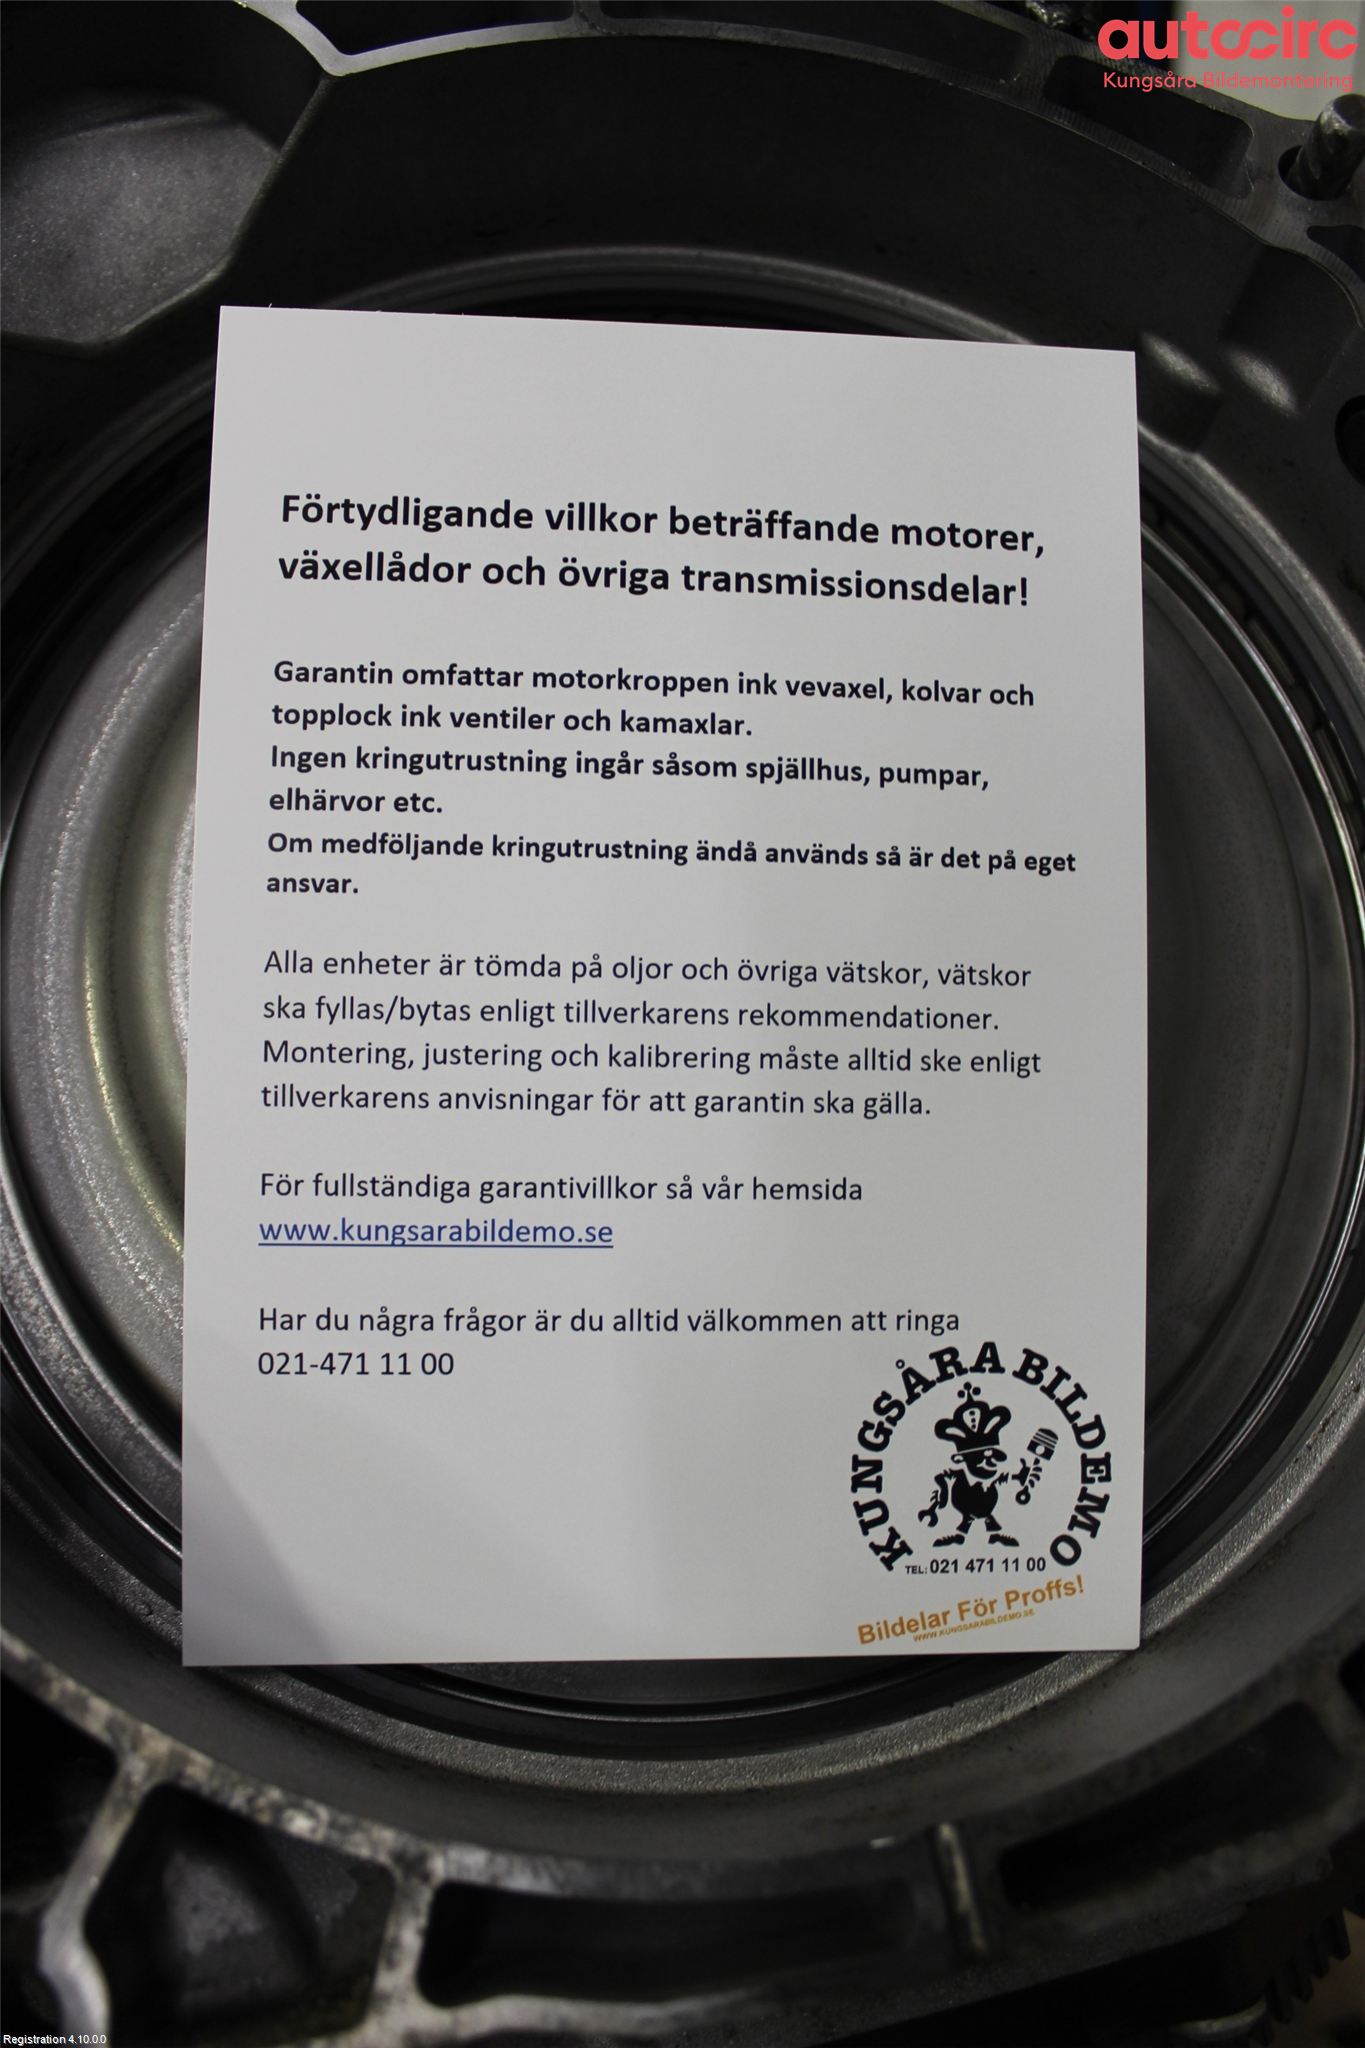 autocirc
Kungsåra Bildemontering
Förtydligande villkor beträffande motorer,
växellådor och övriga transmissionsdelar!
Garantin omfattar motorkroppen ink vevaxel, kolvar och
topplock ink ventiler och kamaxlar.
Ingen kringutrustning ingår såsom spjällhus, pumpar,
elhärvor etc.
Om medföljande kringutrustning ändå används så är det på eget
ansvar.
Alla enheter är tömda på oljor och övriga vätskor, vätskor
ska fyllas/bytas enligt tillverkarens rekommendationer.
Montering, justering och kalibrering måste alltid ske enligt
tillverkarens anvisningar för att garantin ska gälla.
För fullständiga garantivillkor så vår hemsida
www.kungsarabildemo.se
Har du några frågor är du alltid välkommen att ringa
021-471 11 00
KUNGSÅRA BILDEMO
TEL: 021 471 11 00
Bildelar För Proffs!
WWW.KUNGSARABILDEMO.SE
Registration 4.10.0.0